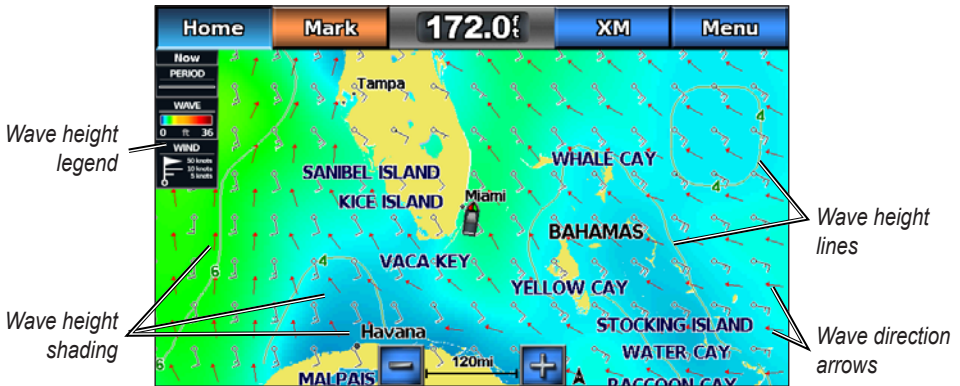 Home
Mark
172.0ft
XM
Menu
Now
PERIOD
WAVE
0 ft 36
WIND
50 knots
10 knots
5 knots
Wave height
legend
Tampa
4
WHALE CAY
SANIBEL ISLAND
4
KICE ISLAND
Miami
Wave height
lines
BAHAMAS
VACA KEY
4
6
YELLOW CAY
Wave height
shading
STOCKING ISLAND
Havana
Wave direction
arrows
WATER CAY
6
120mi
MALPAIS
RACCOON CAY